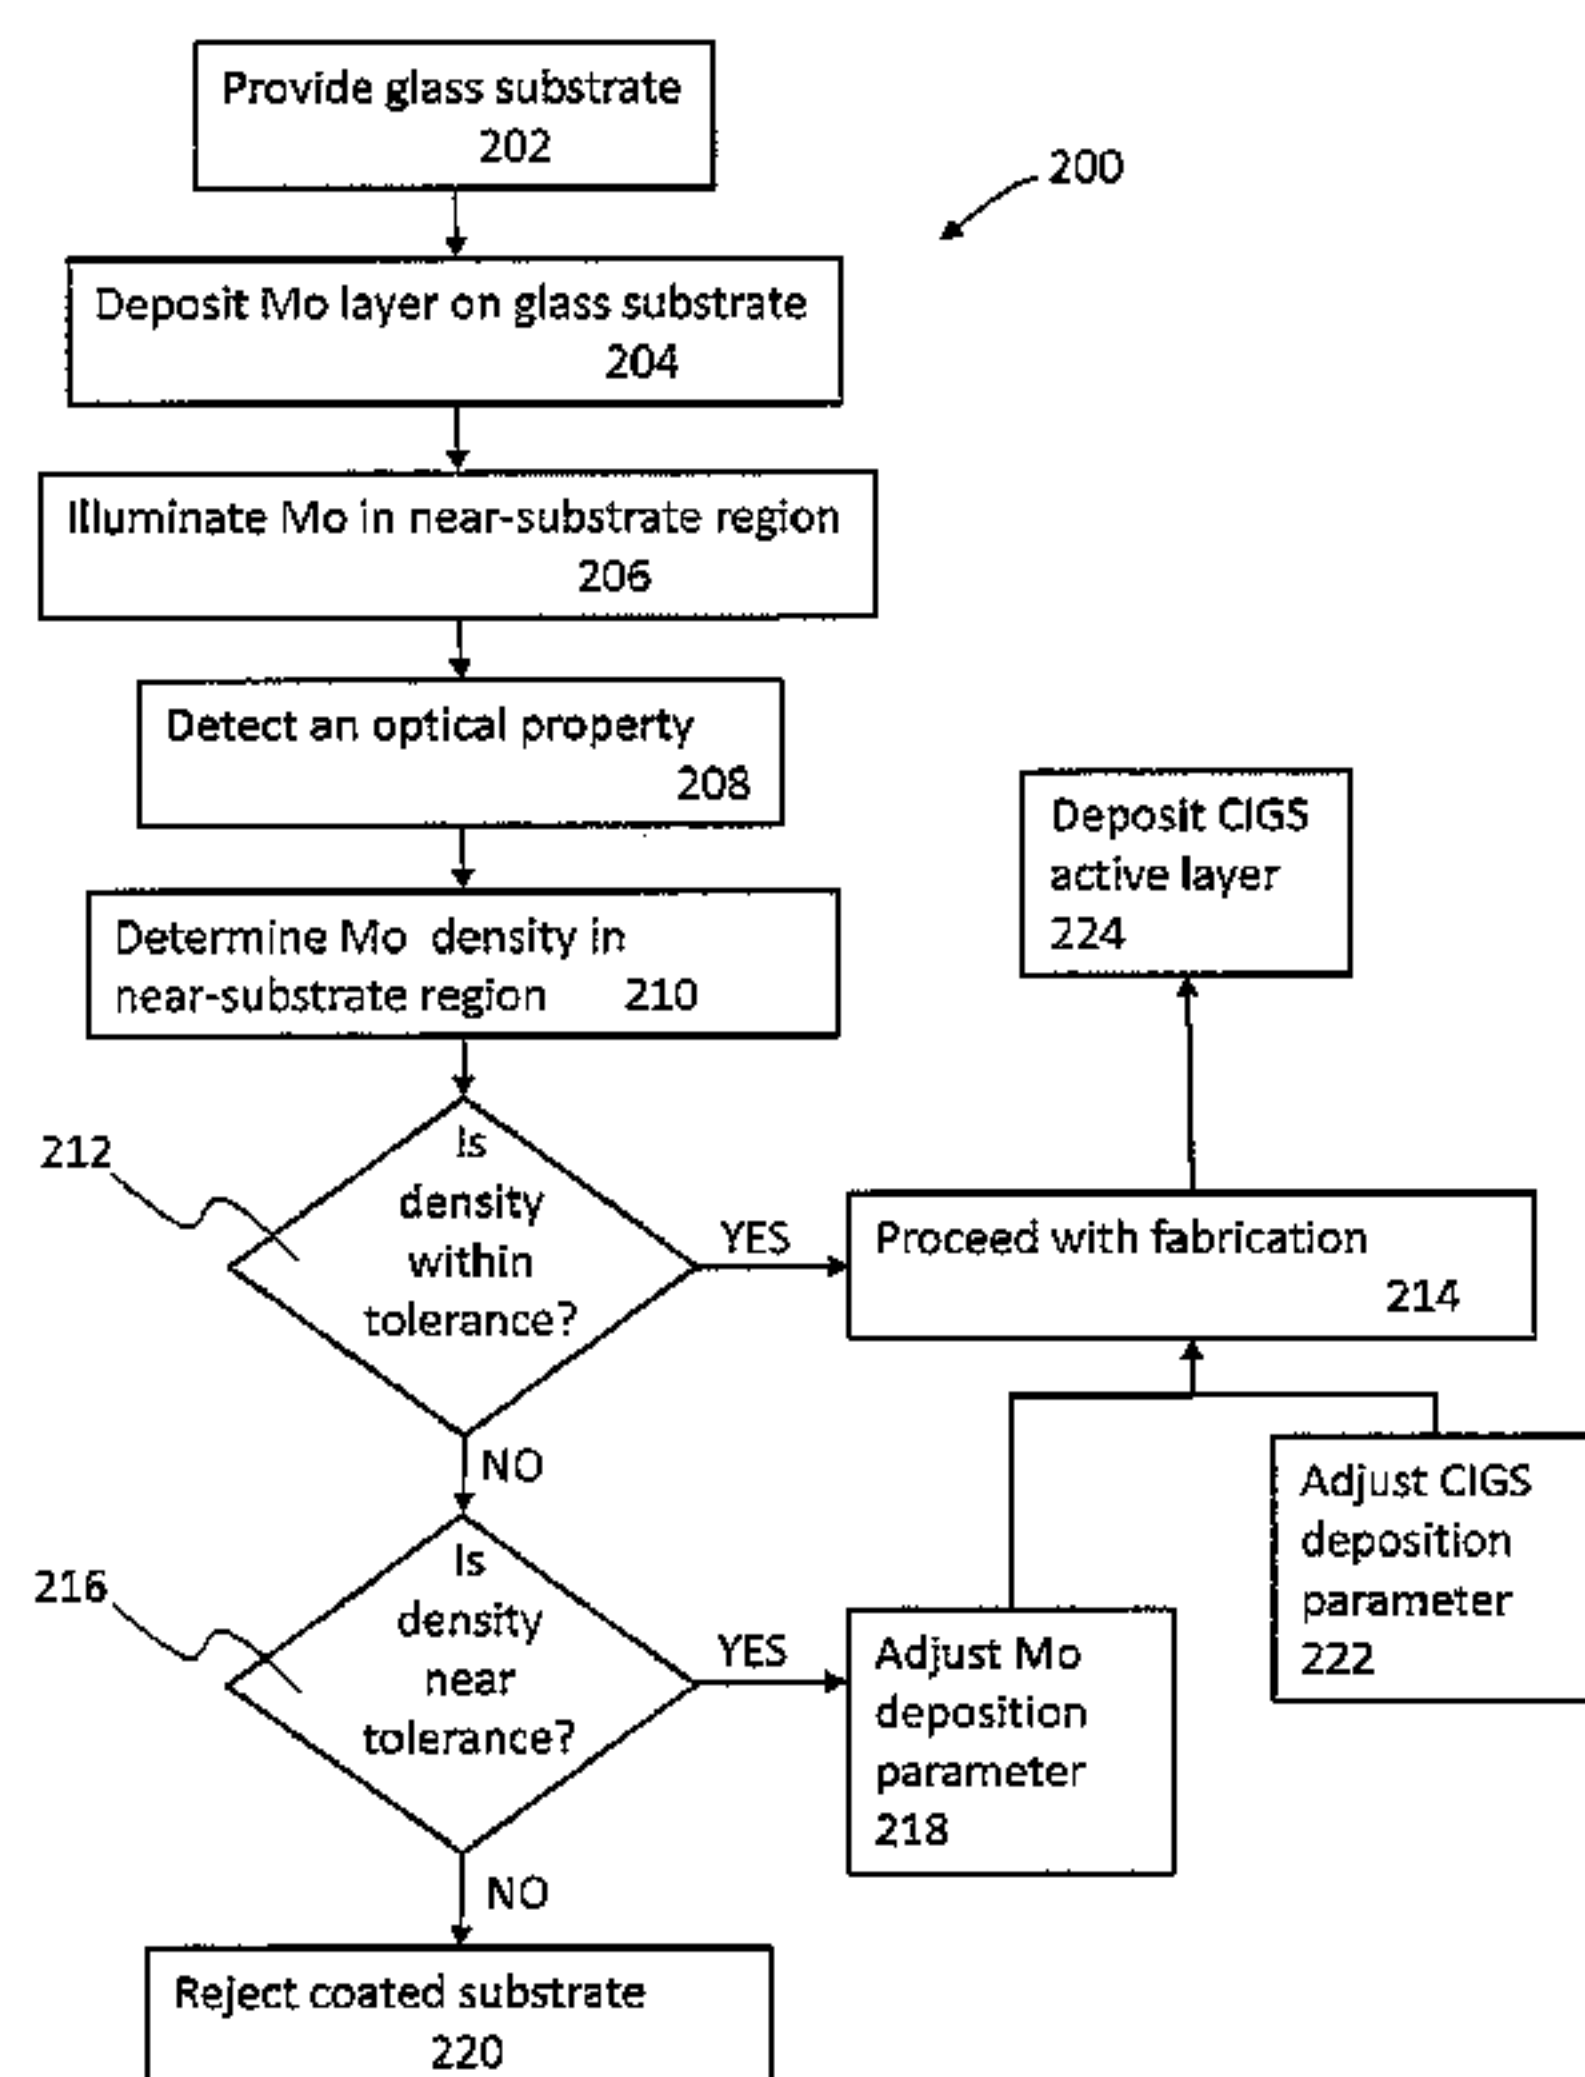 Provide glass substrate
202
200
Deposit Mo layer on glass substrate
204
Illuminate Mo in near-substrate region
206
Detect an optical property
208
Deposit CIGS
active layer
224
Determine Mo density in
near-substrate region 210
212
Is
density
within
tolerance?
YES
Proceed with fabrication
214
NO
Adjust CIGS
deposition
parameter
222
216
Is
density
near
tolerance?
YES
Adjust Mo
deposition
parameter
218
NO
Reject coated substrate
220